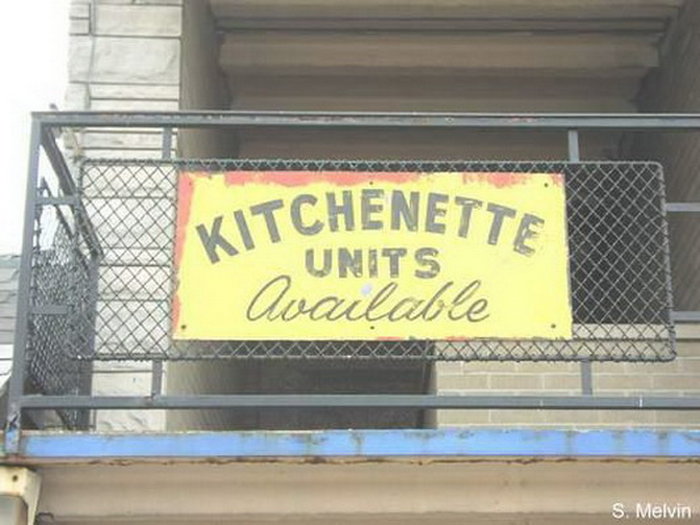 KITCHENETTE
UNITS
Available
S. Melvin